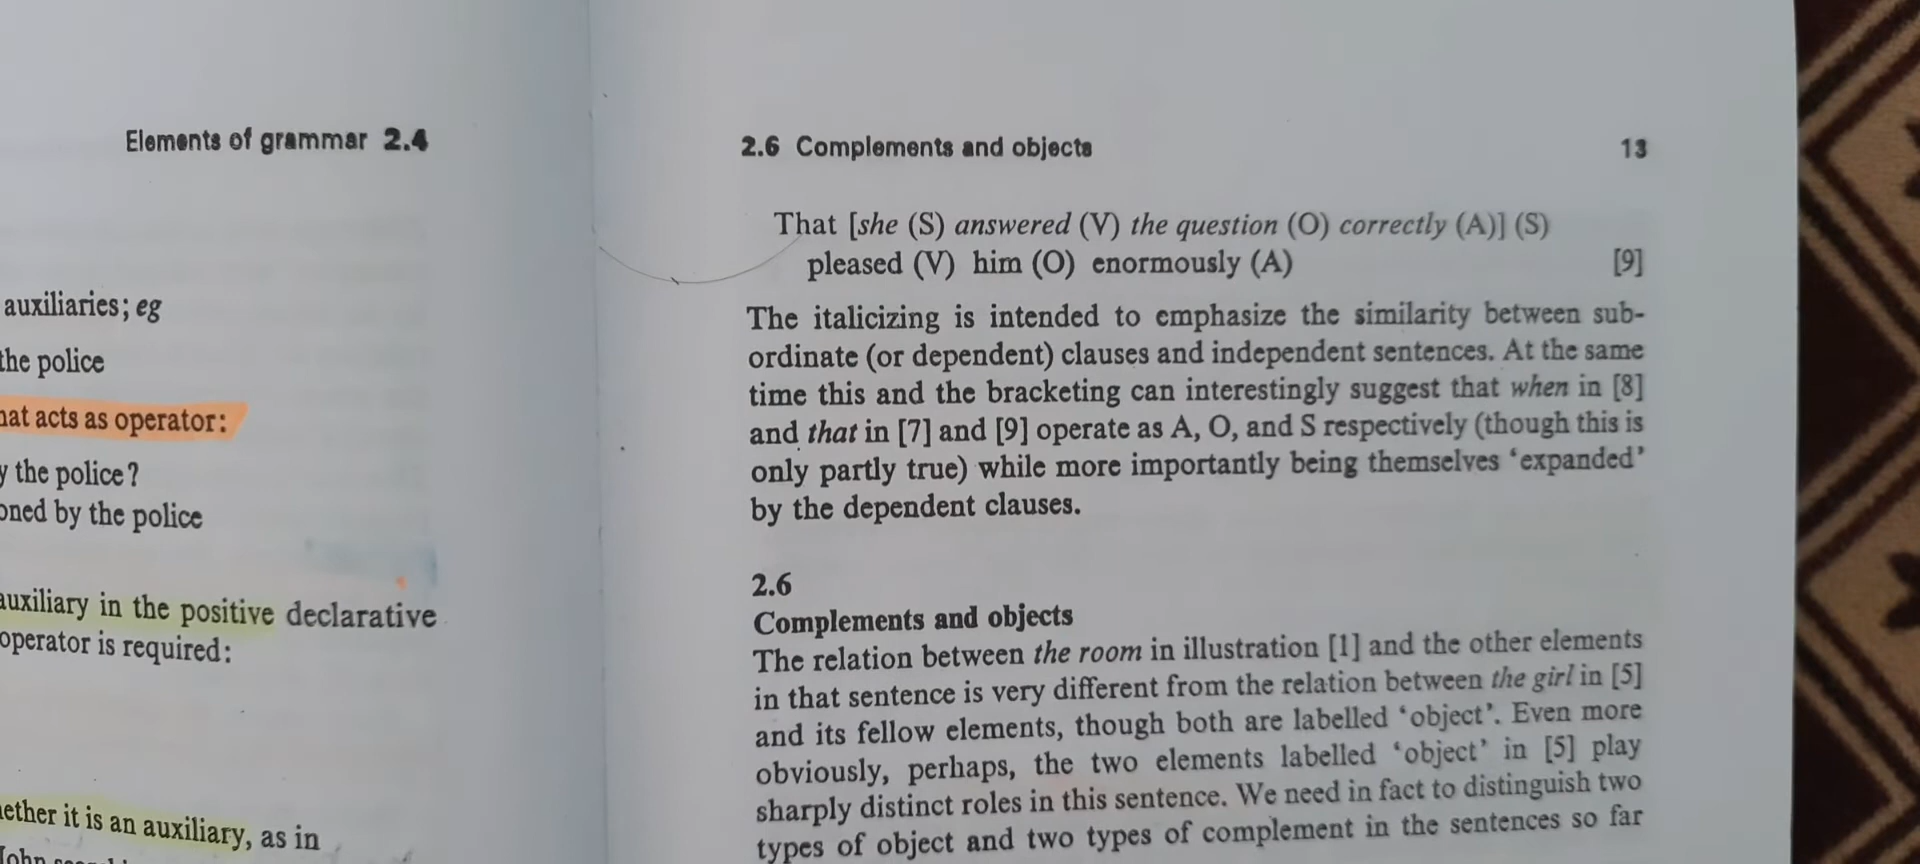 Elements of grammar 2.4
auxiliaries; eg
the police
acts as operator:
the police?
by the police
auxiliary in the positive declarative
operator is required:
it is an auxiliary, as in
2.6 Complements and objects 13
That [she (S) answered (V) the question (O) correctly (A)] (S)
pleased (V) him (O) enormously (A) [9]
The italicizing is intended to emphasize the similarity between sub-
ordinate (or dependent) clauses and independent sentences. At the same
time this and the bracketing can interestingly suggest that when in [8]
and that in [7] and [9] operate as A, O, and S respectively (though this is
only partly true) while more importantly being themselves ‘expanded’
by the dependent clauses.
2.6
Complements and objects
The relation between the room in illustration [1] and the other elements
in that sentence is very different from the relation between the girl in [5]
and its fellow elements, though both are labelled ‘object’. Even more
obviously, perhaps, the two elements labelled ‘object’ in [5] play
sharply distinct roles in this sentence. We need in fact to distinguish two
types of object and two types of complement in the sentences so far